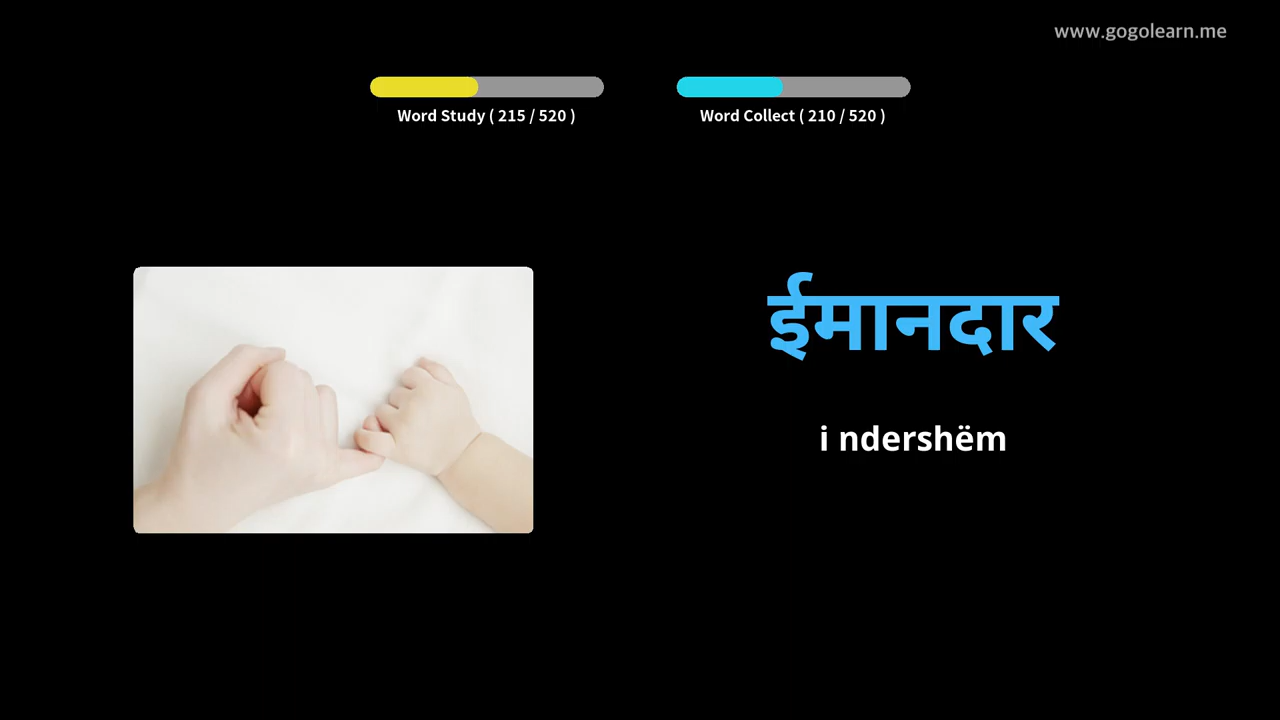 www.gogolearn.me
Word Study ( 215 / 520 )
Word Collect ( 210 / 520 )
ईमानदार
i ndershëm